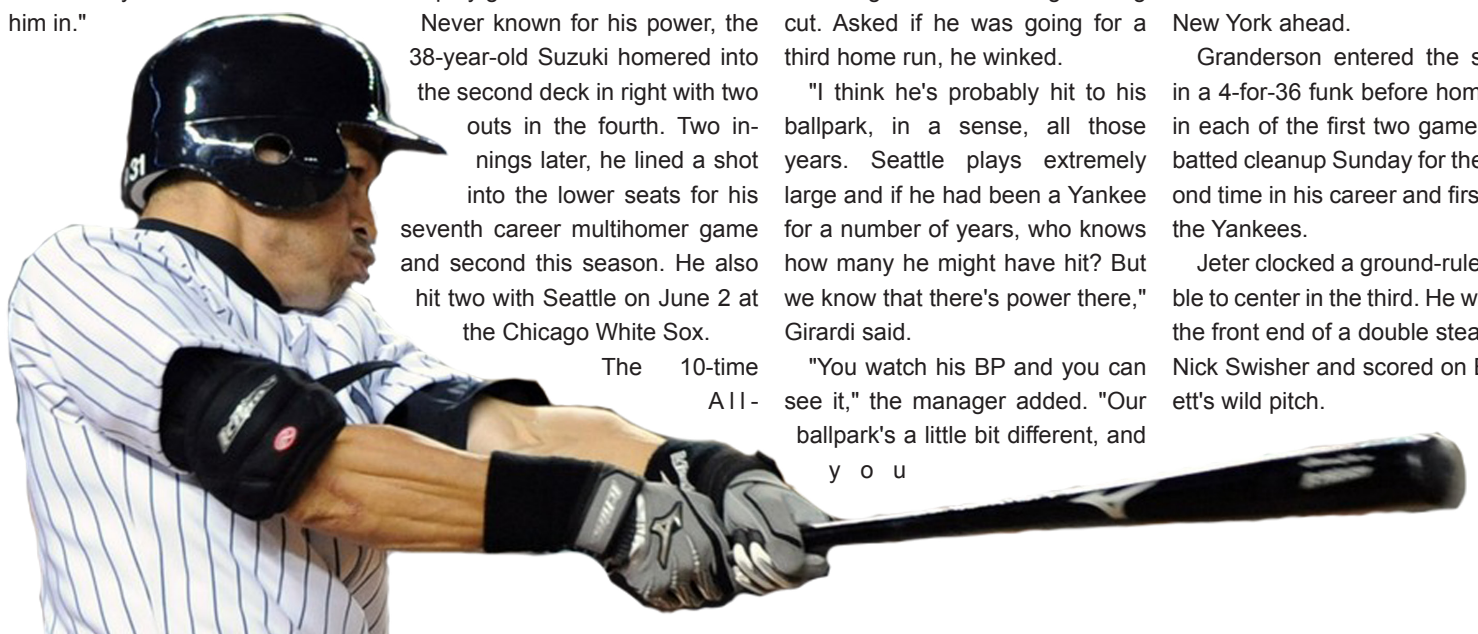 him in."
Never known for his power, the
38-year-old Suzuki homered into
the second deck in right with two
outs in the fourth. Two in-
nings later, he lined a shot
into the lower seats for his
seventh career multihomer game
and second this season. He also
hit two with Seattle on June 2 at
the Chicago White Sox.
The 10-time
All-
cut. Asked if he was going for a
third home run, he winked.
"I think he's probably hit to his
ballpark, in a sense, all those
years. Seattle plays extremely
large and if he had been a Yankee
for a number of years, who knows
how many he might have hit? But
we know that there's power there,"
Girardi said.
"You watch his BP and you can
see it," the manager added. "Our
ballpark's a little bit different, and
you
New York ahead.
Granderson entered the s
in a 4-for-36 funk before hom
in each of the first two game
batted cleanup Sunday for the
ond time in his career and firs
the Yankees.
Jeter clocked a ground-rule
ble to center in the third. He w
the front end of a double stea
Nick Swisher and scored on
ett's wild pitch.
31